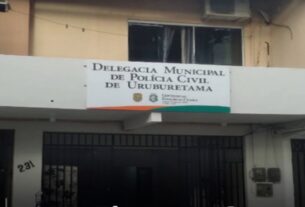 DELEGACIA MUNICIPAL
DE POLÍCIA CIVIL
DE URUBURETAMA
231